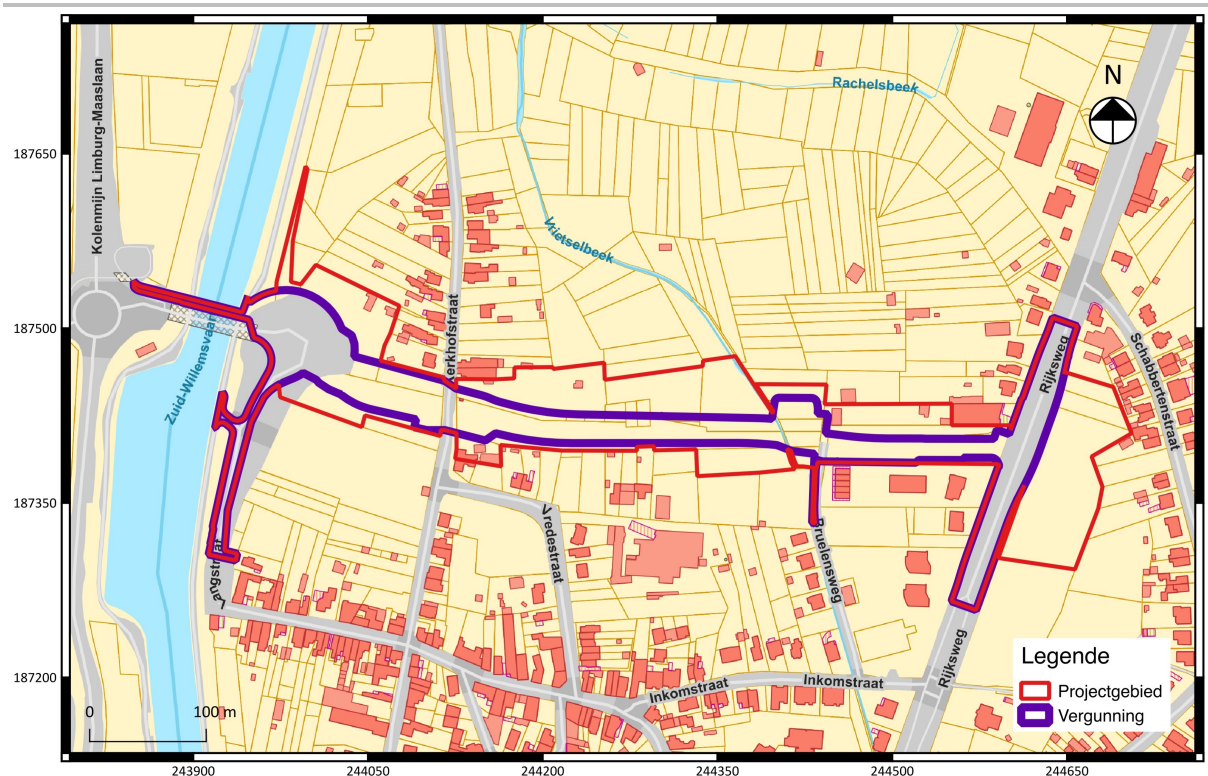 Kolenmijn Limburg-Maaslaan
Rachelsbeek
N
187650
Vrietselbeek
Kerkhofstraat
187500
Zuid-Willemsvaart
Rijksweg
Schabbertenstraat
187350
Langstraat
Vredestraat
Bruelensweg
Legende
187200
Inkomstraat
Inkomstraat
Rijksweg
Projectgebied
Vergunning
0
100 m
243900
244050
244200
244350
244500
244650